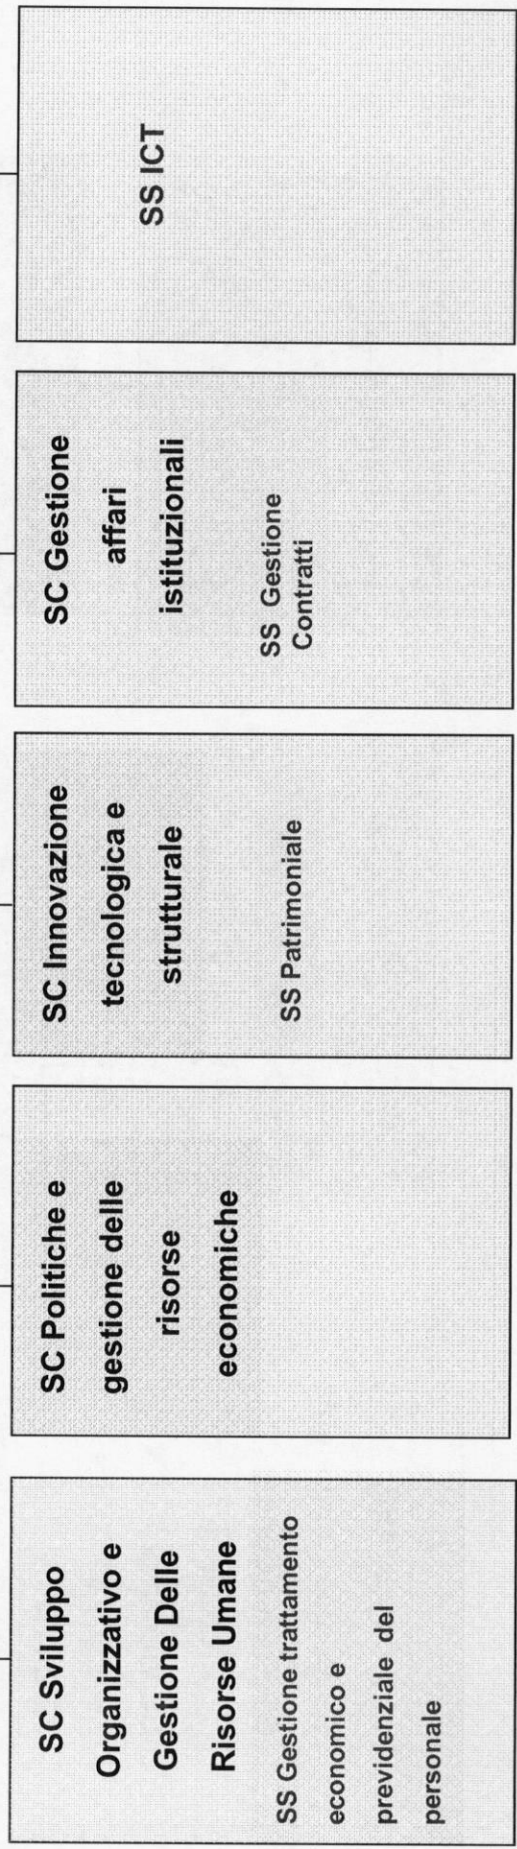 SC Sviluppo
Organizzativo e
Gestione Delle
Risorse Umane
SS Gestione trattamento
economico e
previdenziale del
personale
SC Politiche e
gestione delle
risorse
economiche
SC Innovazione
tecnologica e
strutturale
SS Patrimoniale
SC Gestione
affari
istituzionali
SS Gestione
Contratti
SS ICT